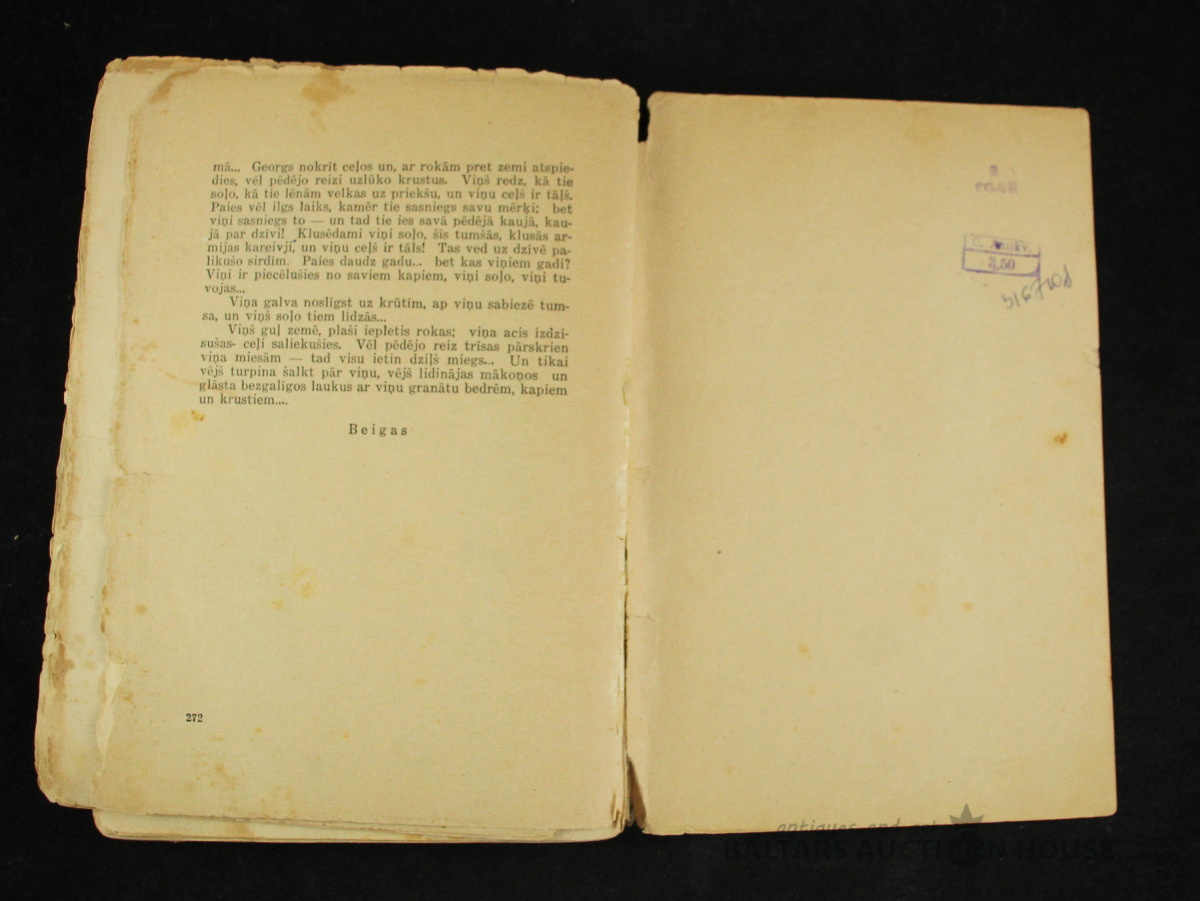 mā... Georgs nokrīt ceļos un, ar rokām pret zemi atspie-
dies, vēl pēdējo reizi uzlūko krustus. Viņš redz, kā tie
soļo, kā tie lēnām velkas uz priekšu, un viņu ceļš ir tāļš.
Paies vēl ilgs laiks, kamēr tie sasniegs savu mērķi; bet
viņi sasniegs to — un tad tie ies savā pēdējā kaujā, kau-
jā par dzīvi! Klusēdami viņi soļo, šis tumšās, klusās ar-
mijas kareivji, un viņu ceļš ir tāļš! Tas ved uz dzīvē pa-
likušo sirdīm. Paies daudz gadu... bet kas viņiem gadi?
Viņi ir piecēlušies no saviem kapiem, viņi soļo, viņi tu-
vojas...
Viņa galva noslīgst uz krūtīm, ap viņu sabiezē tum-
sa, un viņš soļo tiem līdzās...
Viņš guļ zemē, plaši iepletis rokas; viņa acis izdzi-
sušas- ceļi saliekušies. Vēl pēdējo reiz trīsas pārskrien
viņa miesām — tad visu ietin dziļš miegs... Un tikai
vējš turpina šalkt pār viņu, vējš lidinājas mākoņos un
glāsta bezgalīgos laukus ar viņu granātu bedrēm, kapiem
un krustiem....
Beigas
272
3,50
antiques and
BALTARS AUCTION HOUSE